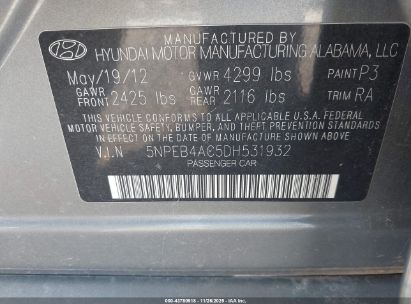 MANUFACTURED BY
HYUNDAI MOTOR MANUFACTURING ALABAMA, LLC
May/19/12 GVWR 4299 lbs PAINT P3
GAWR FRONT 2425 lbs GAWR REAR 2116 lbs TRIM RA
THIS VEHICLE CONFORMS TO ALL APPLICABLE U.S.A. FEDERAL
MOTOR VEHICLE SAFETY, BUMPER, AND THEFT PREVENTION STANDARDS
IN EFFECT ON THE DATE OF MANUFACTURE SHOWN ABOVE.
V.I.N 5NPEB4AC5DH531932
PASSENGER CAR